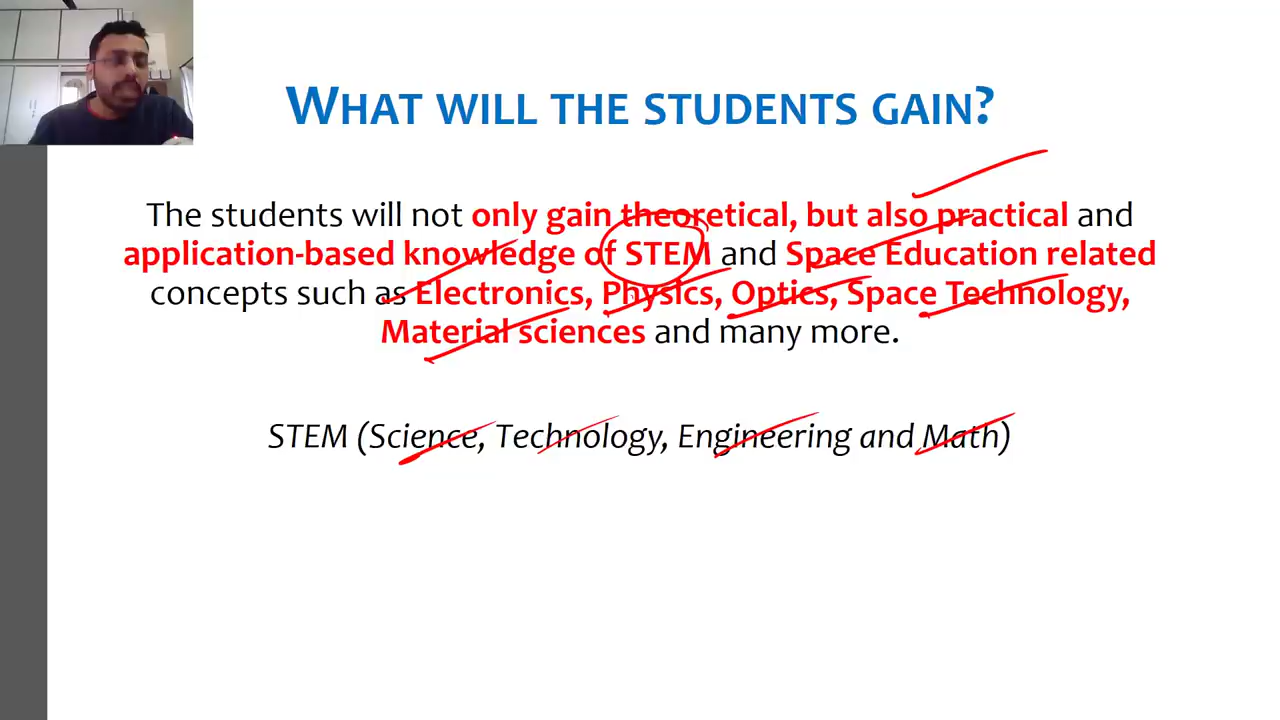 WHAT WILL THE STUDENTS GAIN?
The students will not only gain theoretical, but also practical and
application-based knowledge of STEM and Space Education related
concepts such as Electronics, Physics, Optics, Space Technology,
Material sciences and many more.
STEM (Science, Technology, Engineering and Math)